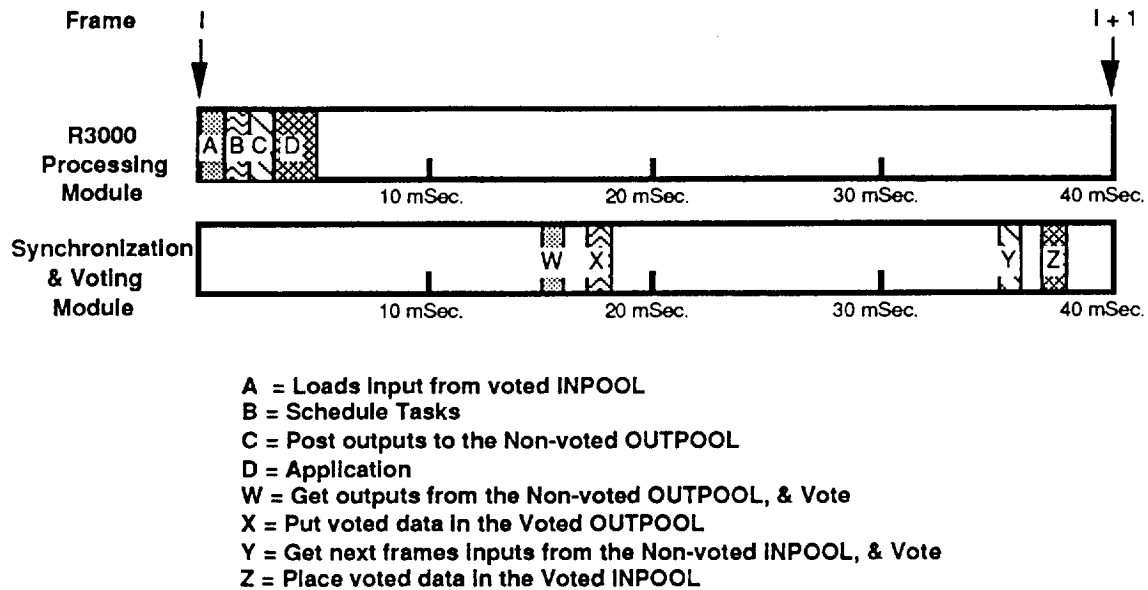 Frame I I + 1
R3000
Processing
Module
A B C D
10 mSec. 20 mSec. 30 mSec. 40 mSec.
Synchronization
& Voting
Module
W X Y Z
10 mSec. 20 mSec. 30 mSec. 40 mSec.
A = Loads Input from voted INPOOL
B = Schedule Tasks
C = Post outputs to the Non-voted OUTPOOL
D = Application
W = Get outputs from the Non-voted OUTPOOL, & Vote
X = Put voted data in the Voted OUTPOOL
Y = Get next frames Inputs from the Non-voted INPOOL, & Vote
Z = Place voted data in the Voted INPOOL